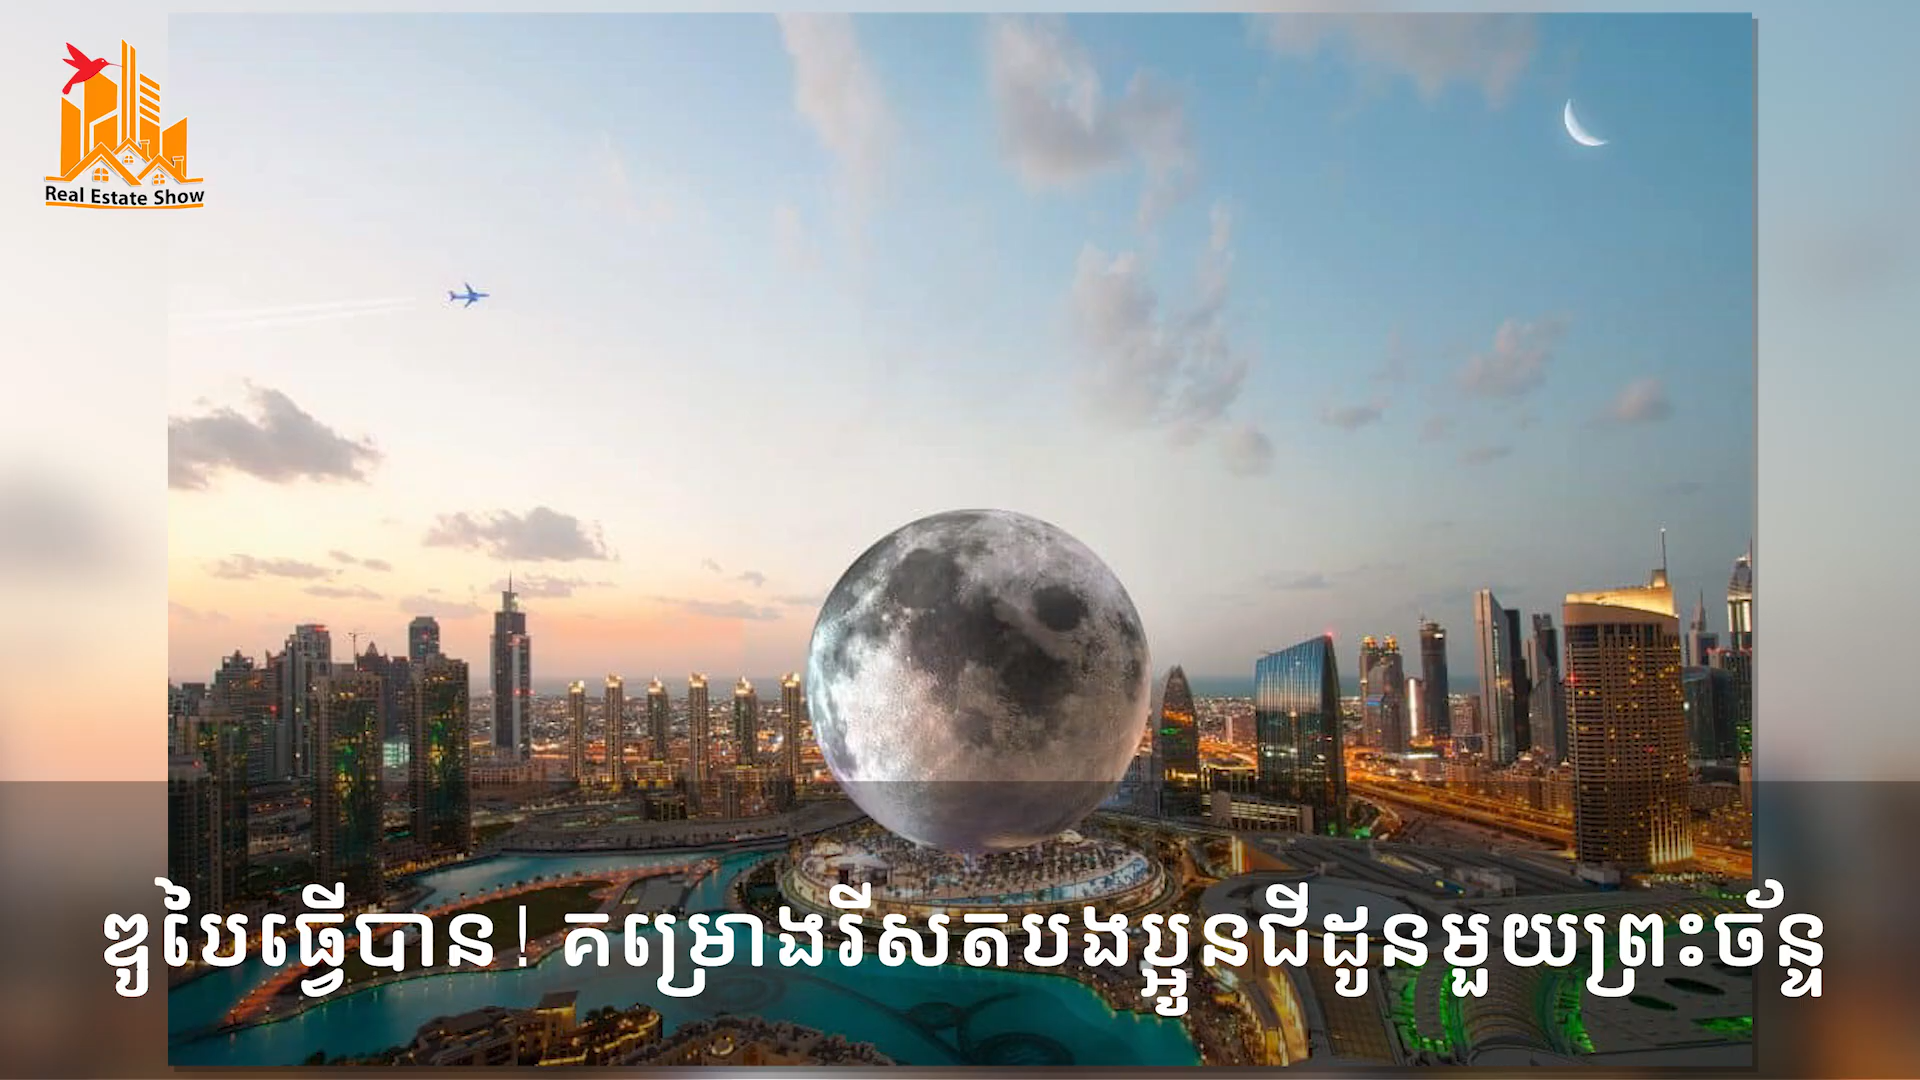 Real Estate Show
ឌូបៃធ្វើបាន! គម្រោងរីសតបងប្អូនជីដូនមួយព្រះច័ន្ទ